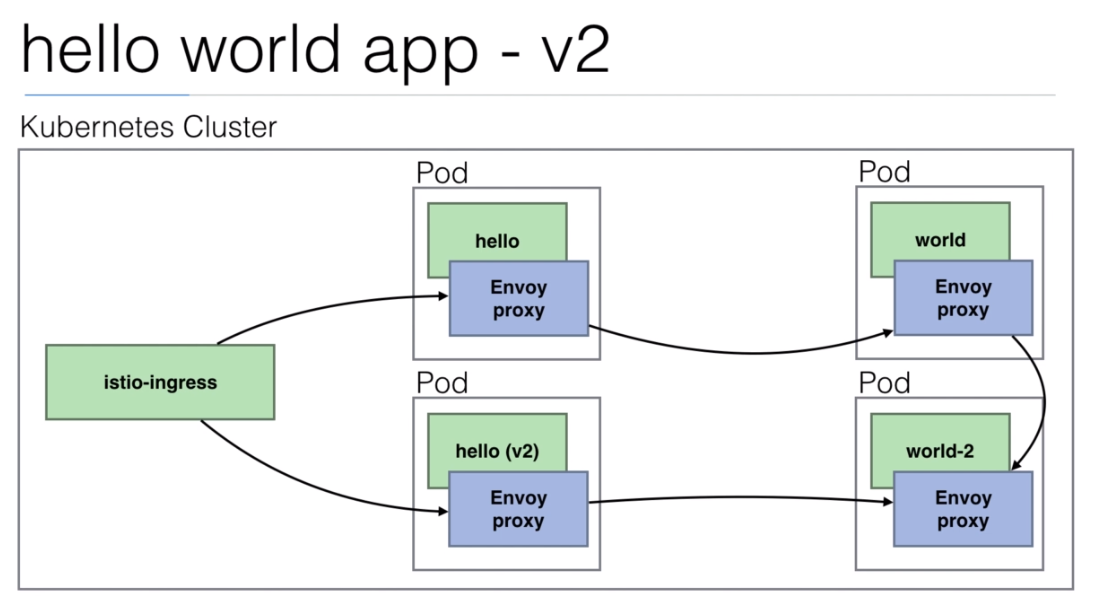 hello world app - v2
Kubernetes Cluster
Pod
hello
Envoy
proxy
Pod
world
Envoy
proxy
istio-ingress
Pod
hello (v2)
Envoy
proxy
Pod
world-2
Envoy
proxy